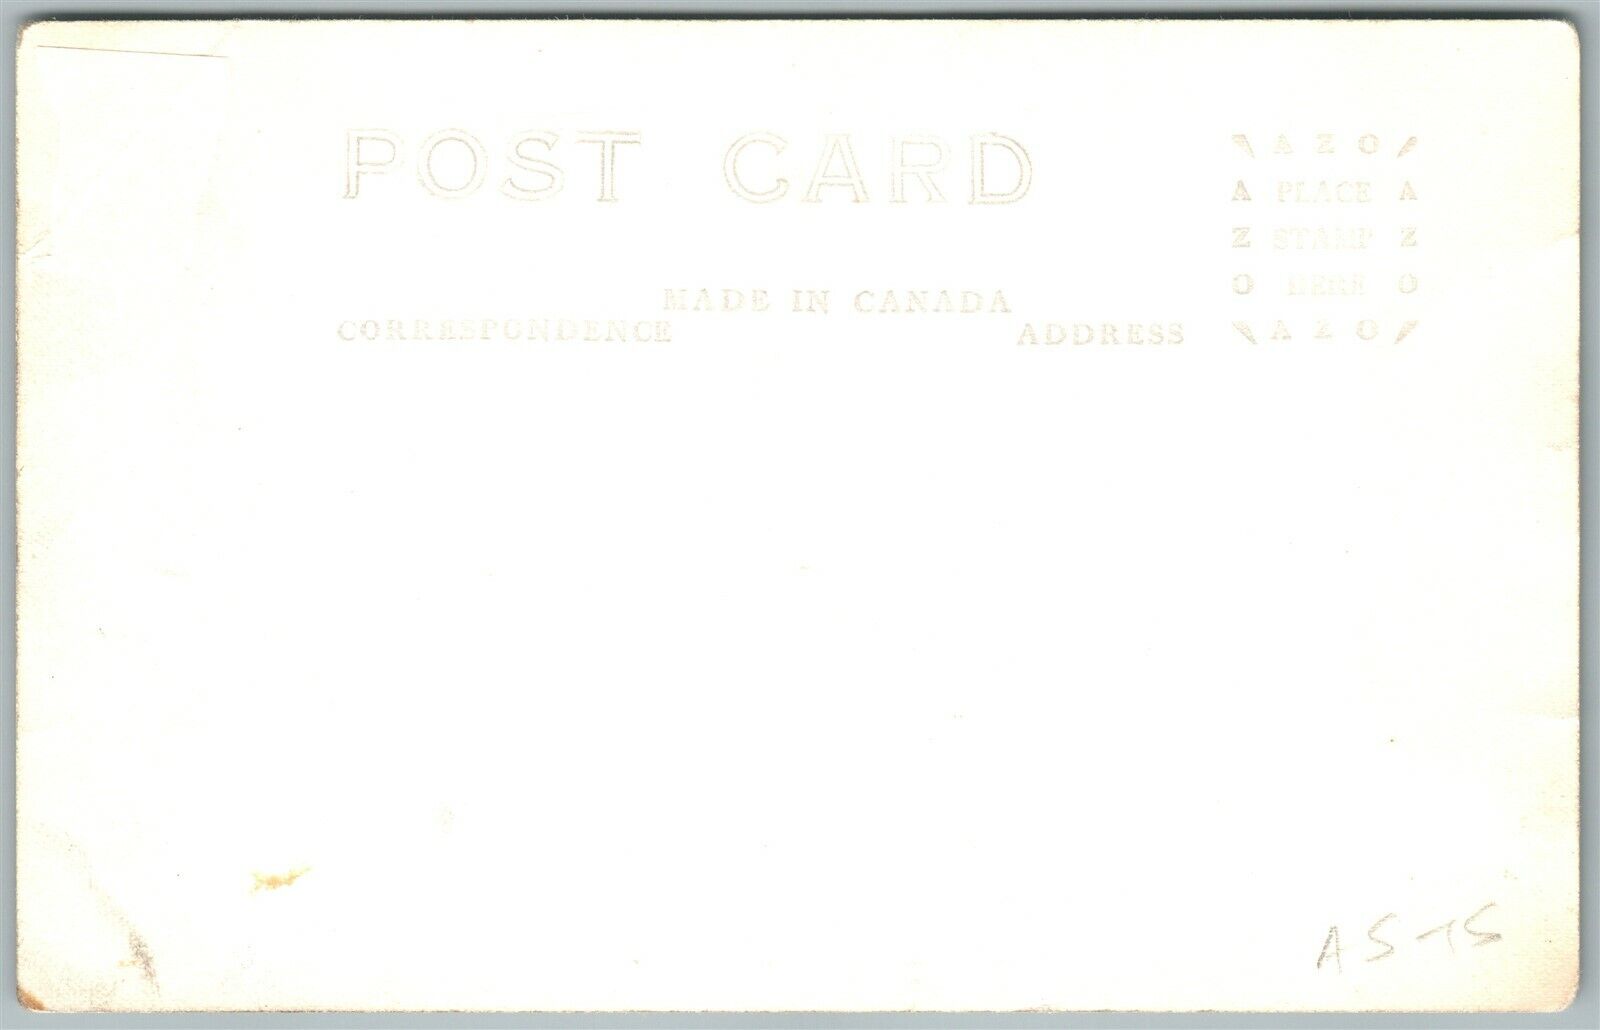 POST CARD
MADE IN CANADA
CORRESPONDENCE
ADDRESS
A Z O
A PLACE A
Z STAMP Z
O HERE O
A Z O